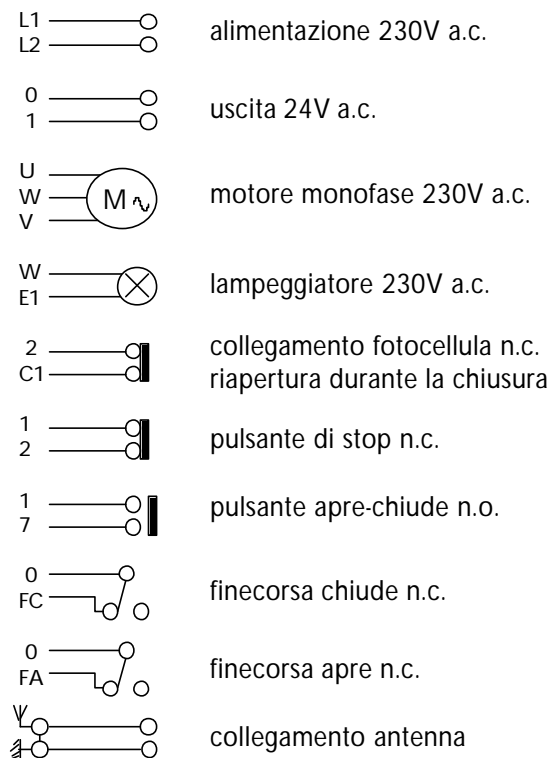 L1
L2
alimentazione 230V a.c.
0
1
uscita 24V a.c.
U
W
V
M
motore monofase 230V a.c.
W
E1
lampeggiatore 230V a.c.
2
C1
collegamento fotocellula n.c.
riapertura durante la chiusura
1
2
pulsante di stop n.c.
1
7
pulsante apre-chiude n.o.
0
FC
finecorsa chiude n.c.
0
FA
finecorsa apre n.c.
collegamento antenna